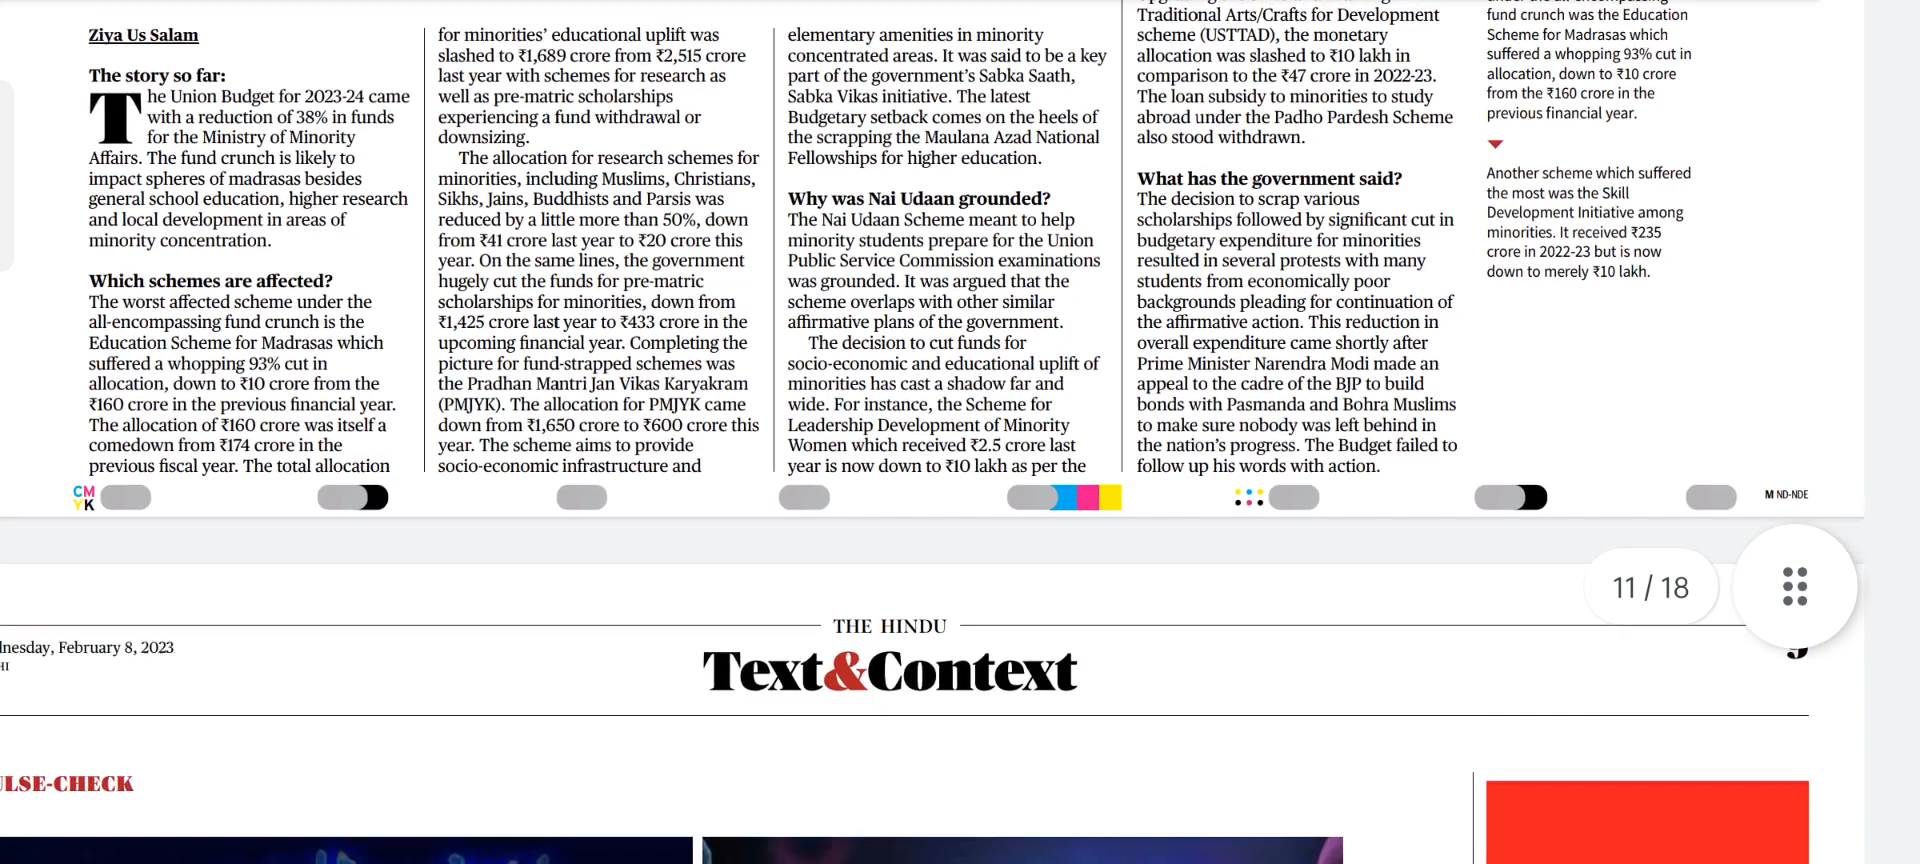 Ziya Us Salam
The story so far:
The Union Budget for 2023-24 came
with a reduction of 38% in funds
for the Ministry of Minority
Affairs. The fund crunch is likely to
impact spheres of madrasas besides
general school education, higher research
and local development in areas of
minority concentration.
Which schemes are affected?
The worst affected scheme under the
all-encompassing fund crunch is the
Education Scheme for Madrasas which
suffered a whopping 93% cut in
allocation, down to ₹10 crore from the
₹160 crore in the previous financial year.
The allocation of ₹160 crore was itself a
comedown from ₹174 crore in the
previous fiscal year. The total allocation
for minorities’ educational uplift was
slashed to ₹1,689 crore from ₹2,515 crore
last year with schemes for research as
well as pre-matric scholarships
experiencing a fund withdrawal or
downsizing.
The allocation for research schemes for
minorities, including Muslims, Christians,
Sikhs, Jains, Buddhists and Parsis was
reduced by a little more than 50%, down
from ₹41 crore last year to ₹20 crore this
year. On the same lines, the government
hugely cut the funds for pre-matric
scholarships for minorities, down from
₹1,425 crore last year to ₹433 crore in the
upcoming financial year. Completing the
picture for fund-strapped schemes was
the Pradhan Mantri Jan Vikas Karyakram
(PMJYK). The allocation for PMJYK came
down from ₹1,650 crore to ₹600 crore this
year. The scheme aims to provide
socio-economic infrastructure and
elementary amenities in minority
concentrated areas. It was said to be a key
part of the government’s Sabka Saath,
Sabka Vikas initiative. The latest
Budgetary setback comes on the heels of
the scrapping the Maulana Azad National
Fellowships for higher education.
Why was Nai Udaan grounded?
The Nai Udaan Scheme meant to help
minority students prepare for the Union
Public Service Commission examinations
was grounded. It was argued that the
scheme overlaps with other similar
affirmative plans of the government.
The decision to cut funds for
socio-economic and educational uplift of
minorities has cast a shadow far and
wide. For instance, the Scheme for
Leadership Development of Minority
Women which received ₹2.5 crore last
year is now down to ₹10 lakh as per the
Traditional Arts/Crafts for Development
scheme (USTTAD), the monetary
allocation was slashed to ₹10 lakh in
comparison to the ₹47 crore in 2022-23.
The loan subsidy to minorities to study
abroad under the Padho Pardesh Scheme
also stood withdrawn.
What has the government said?
The decision to scrap various
scholarships followed by significant cut in
budgetary expenditure for minorities
resulted in several protests with many
students from economically poor
backgrounds pleading for continuation of
the affirmative action. This reduction in
overall expenditure came shortly after
Prime Minister Narendra Modi made an
appeal to the cadre of the BJP to build
bonds with Pasmanda and Bohra Muslims
to make sure nobody was left behind in
the nation’s progress. The Budget failed to
follow up his words with action.
fund crunch was the Education
Scheme for Madrasas which
suffered a whopping 93% cut in
allocation, down to ₹10 crore
from the ₹160 crore in the
previous financial year.
Another scheme which suffered
the most was the Skill
Development Initiative among
minorities. It received ₹235
crore in 2022-23 but is now
down to merely ₹10 lakh.
CM
YK
M ND-NDE
11 / 18
THE HINDU
February 8, 2023
Text&Context